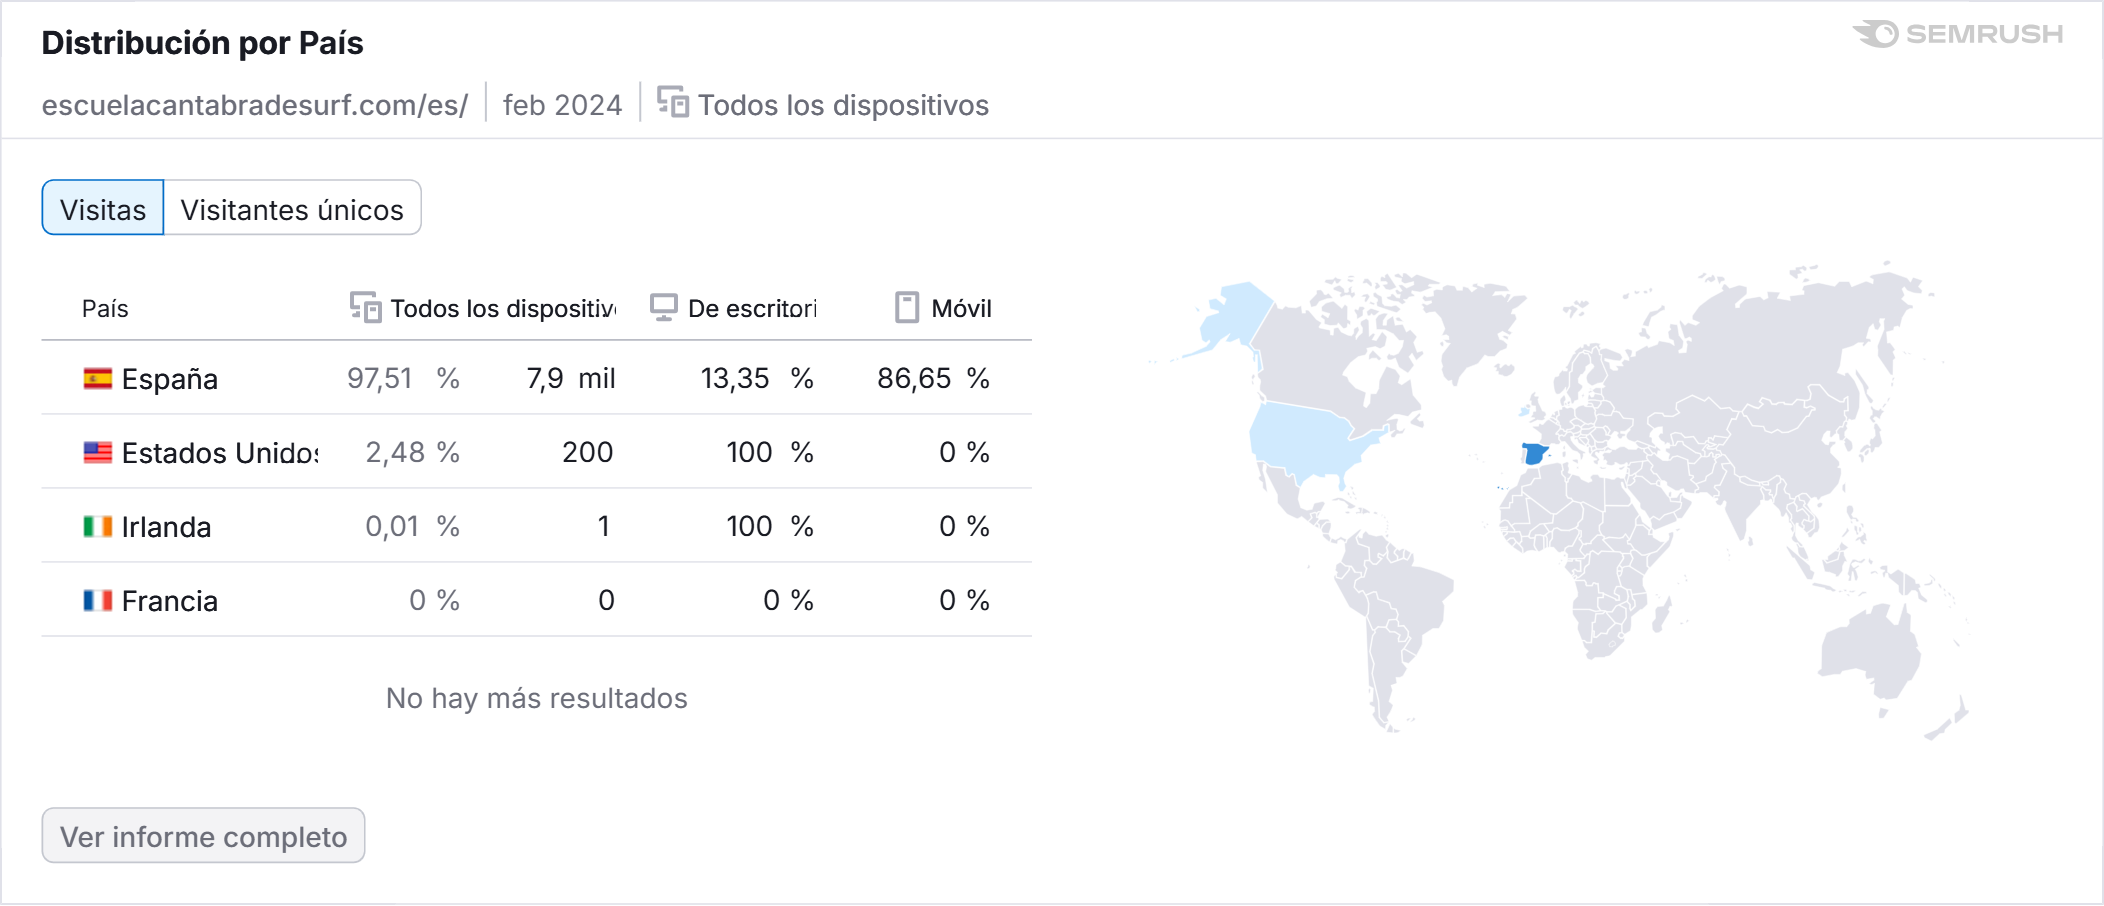 Distribución por País
SEMRUSH
escuelacantabradesurf.com/es/ feb 2024 Todos los dispositivos
Visitas Visitantes únicos
País Todos los dispositiv De escritori Móvil
España 97,51 % 7,9 mil 13,35 % 86,65 %
Estados Unidos 2,48 % 200 100 % 0 %
Irlanda 0,01 % 1 100 % 0 %
Francia 0 % 0 0 % 0 %
No hay más resultados
Ver informe completo